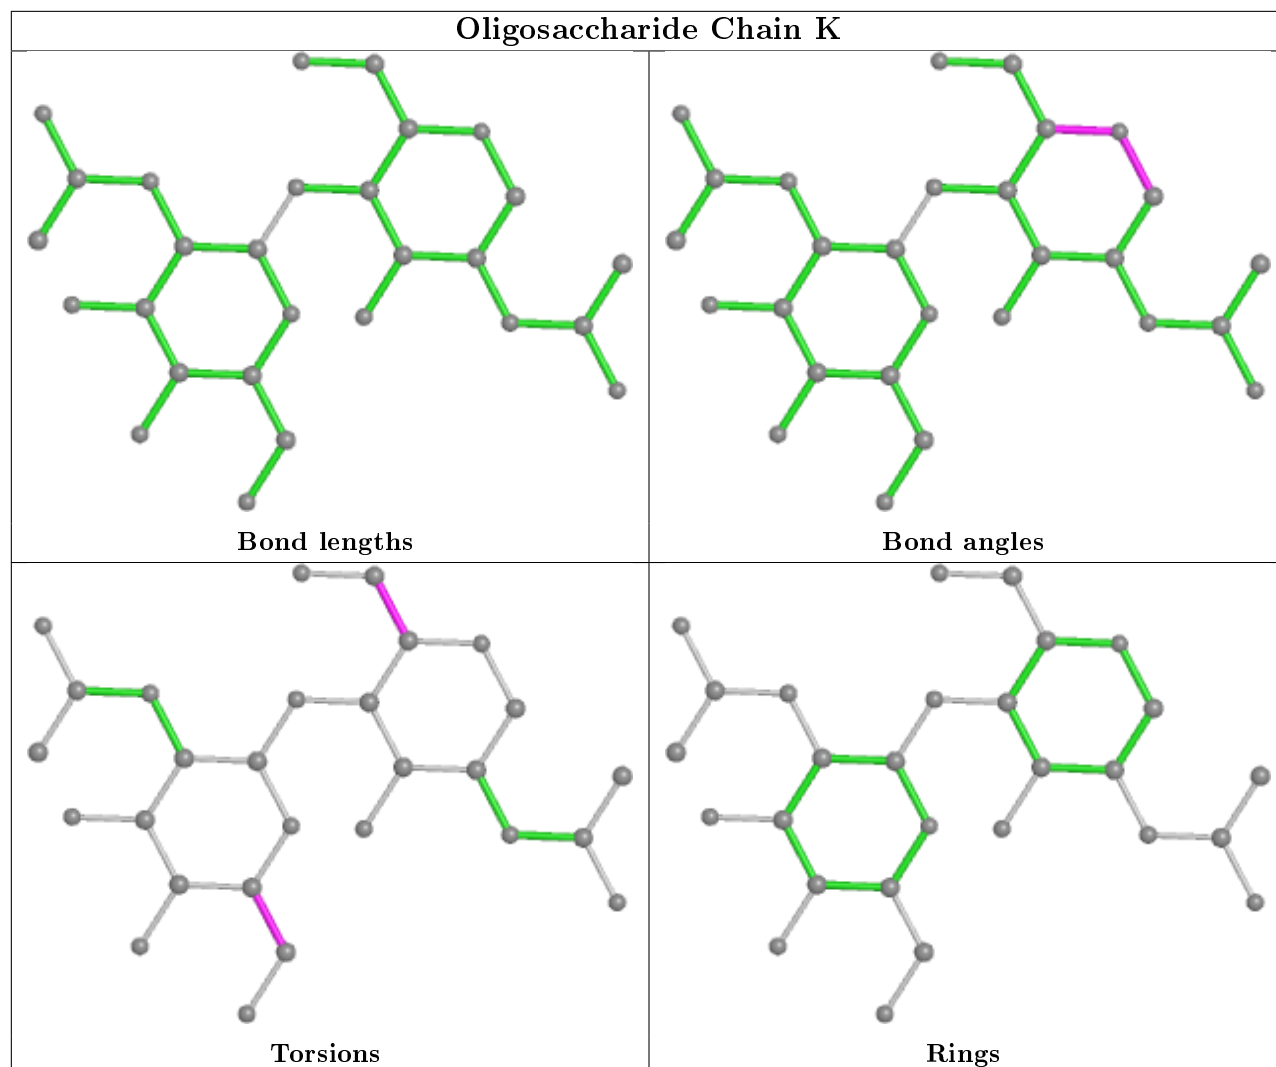 Oligosaccharide Chain K
Bond lengths
Bond angles
Torsions
Rings